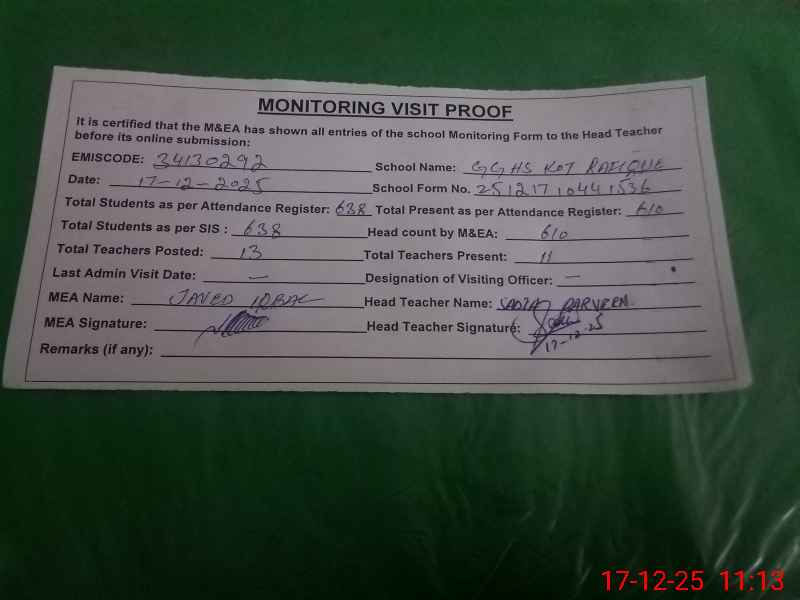 MONITORING VISIT PROOF
It is certified that the M&EA has shown all entries of the school Monitoring Form to the Head Teacher
before its online submission:
EMISCODE: 34130292 School Name: GGHS KOT RAFIQUE
Date: 17-12-2025 School Form No. 2512171044 1536
Total Students as per Attendance Register: 638 Total Present as per Attendance Register: 610
Total Students as per SIS : 638 Head count by M&EA: 610
Total Teachers Posted: 13 Total Teachers Present: 11
Last Admin Visit Date: — Designation of Visiting Officer: —
MEA Name: JAVED IQBAL Head Teacher Name: SADIA PARVEEN
MEA Signature: Head Teacher Signature:
17-12-25
Remarks (if any):
17-12-25 11:13